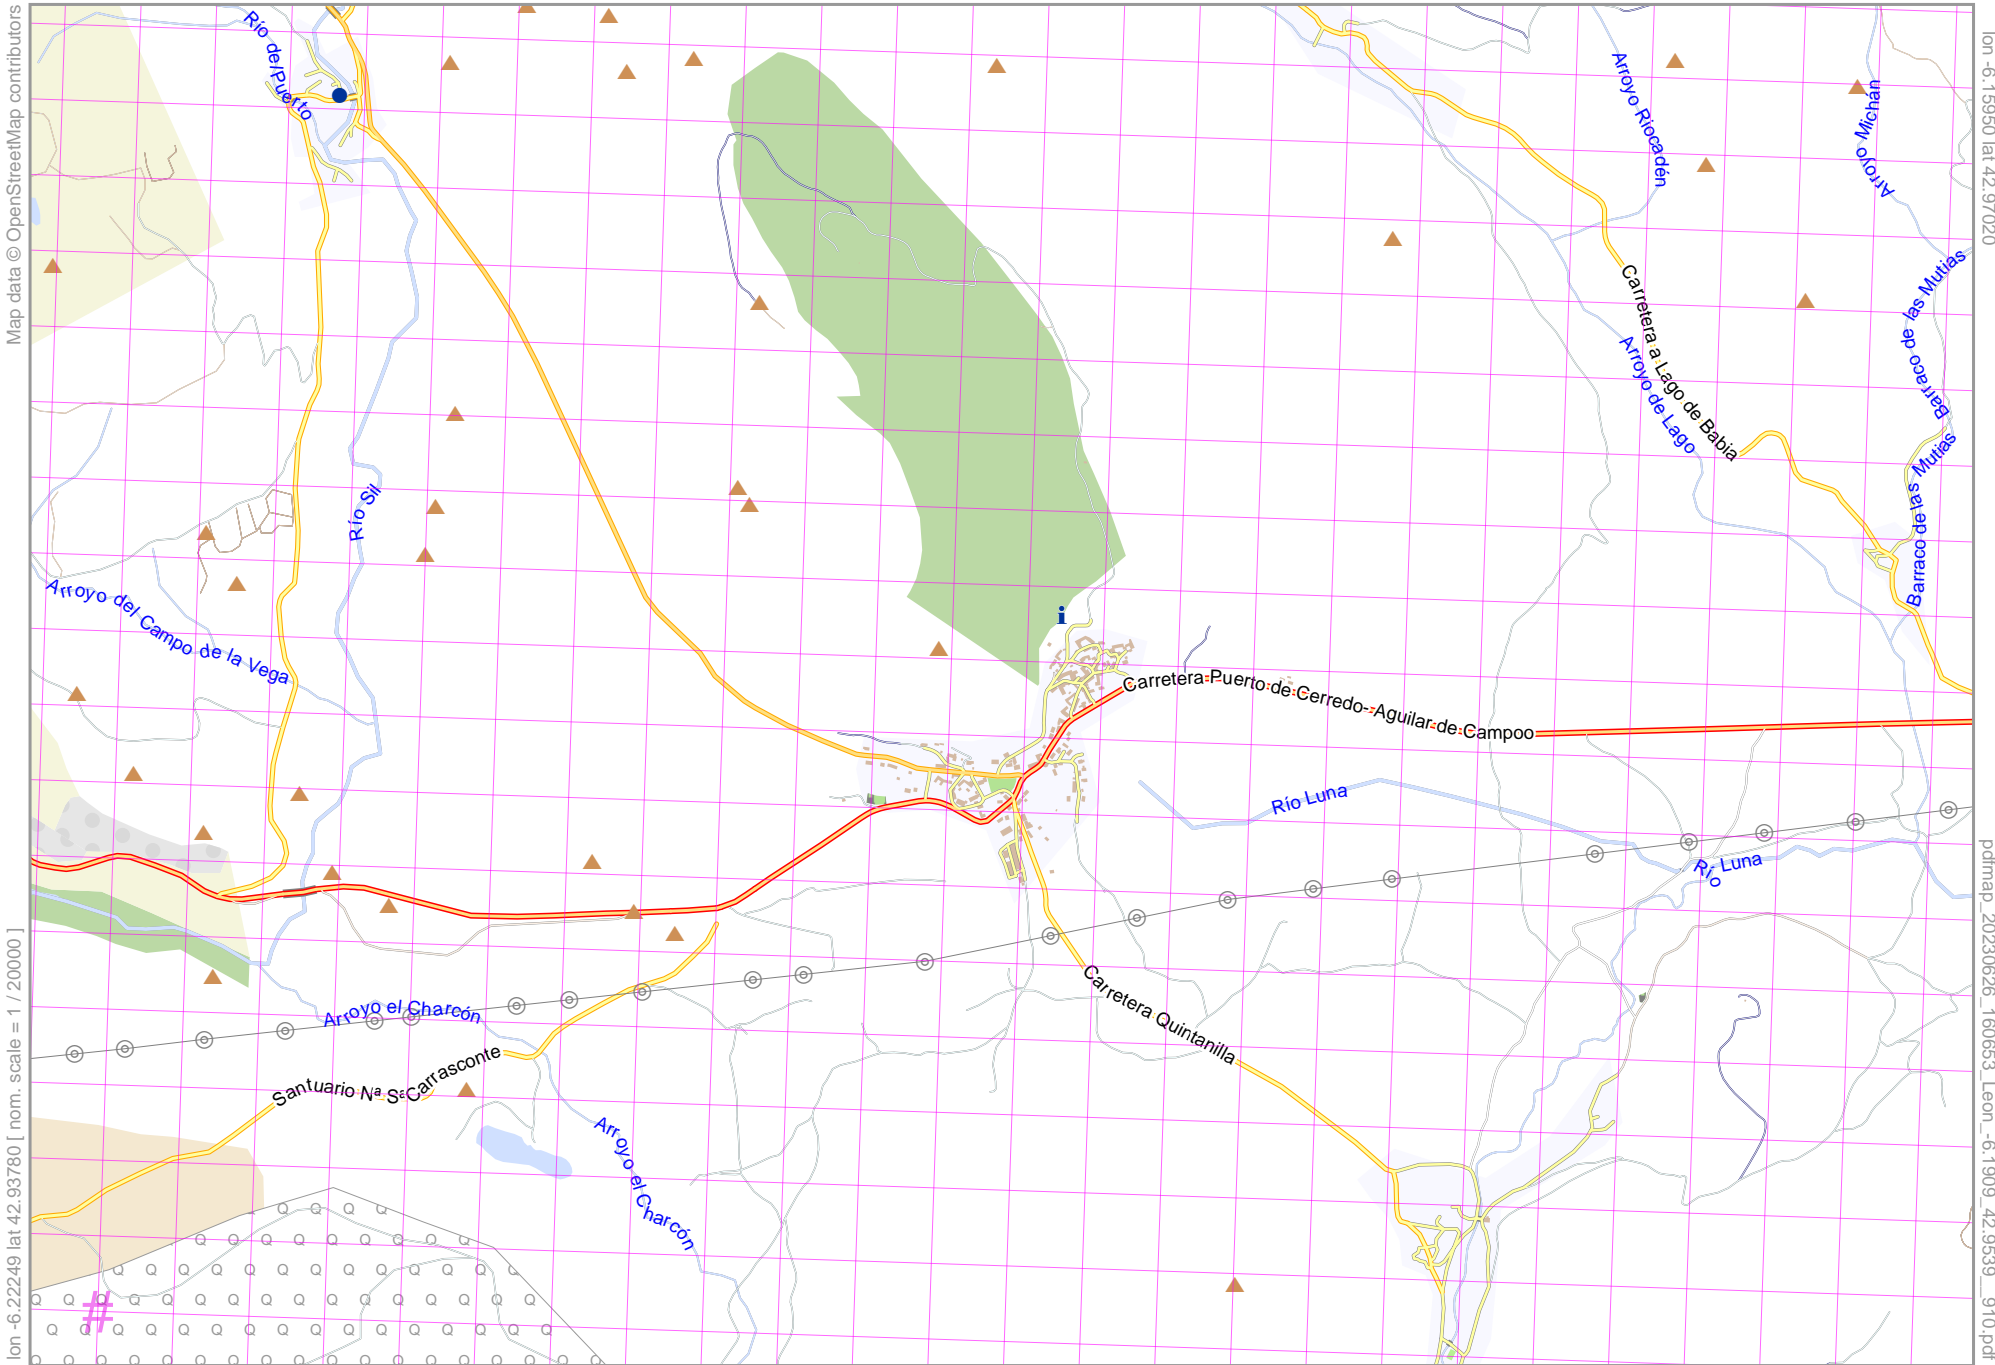 Map data © OpenStreetMap contributors
lon -6.22249 lat 42.93780 [ nom. scale = 1 / 20000 ]
lon -6.15950 lat 42.97020
pdfmap_20230626_160653_Leon_-6.1909_42.9539__910.pdf
Río del Puerto
Arroyo Riocadén
Arroyo Michán
Barraco de las Mutias
Carretera a Lago de Babia
Arroyo de Lago
Barraco de las Mutias
Río Sil
Arroyo del Campo de la Vega
i
Carretera Puerto de Cerredo-Aguilar de Campoo
Río Luna
Río Luna
Arroyo el Charcón
Carretera Quintanilla
Santuario Nª Sª Carrasconte
Arroyo el Charcón
#